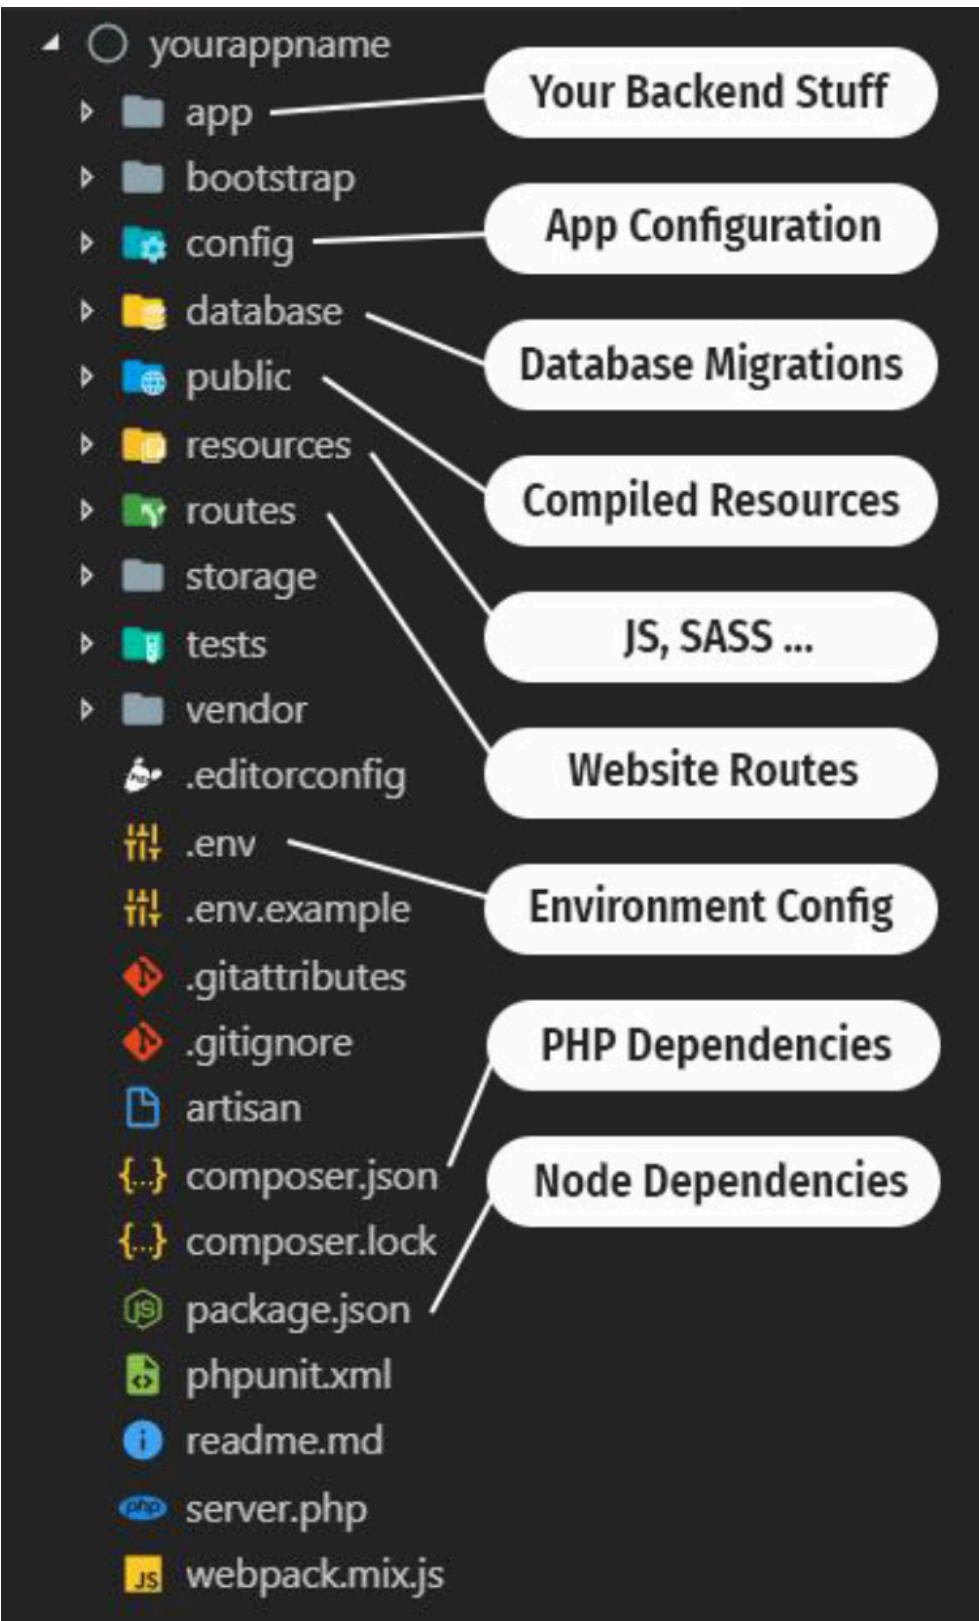 yourappname
app
Your Backend Stuff
bootstrap
config
App Configuration
database
Database Migrations
public
Compiled Resources
resources
JS, SASS ...
routes
Website Routes
storage
tests
vendor
.editorconfig
.env
Environment Config
.env.example
.gitattributes
.gitignore
artisan
composer.json
PHP Dependencies
composer.lock
package.json
Node Dependencies
phpunit.xml
readme.md
php server.php
JS webpack.mix.js